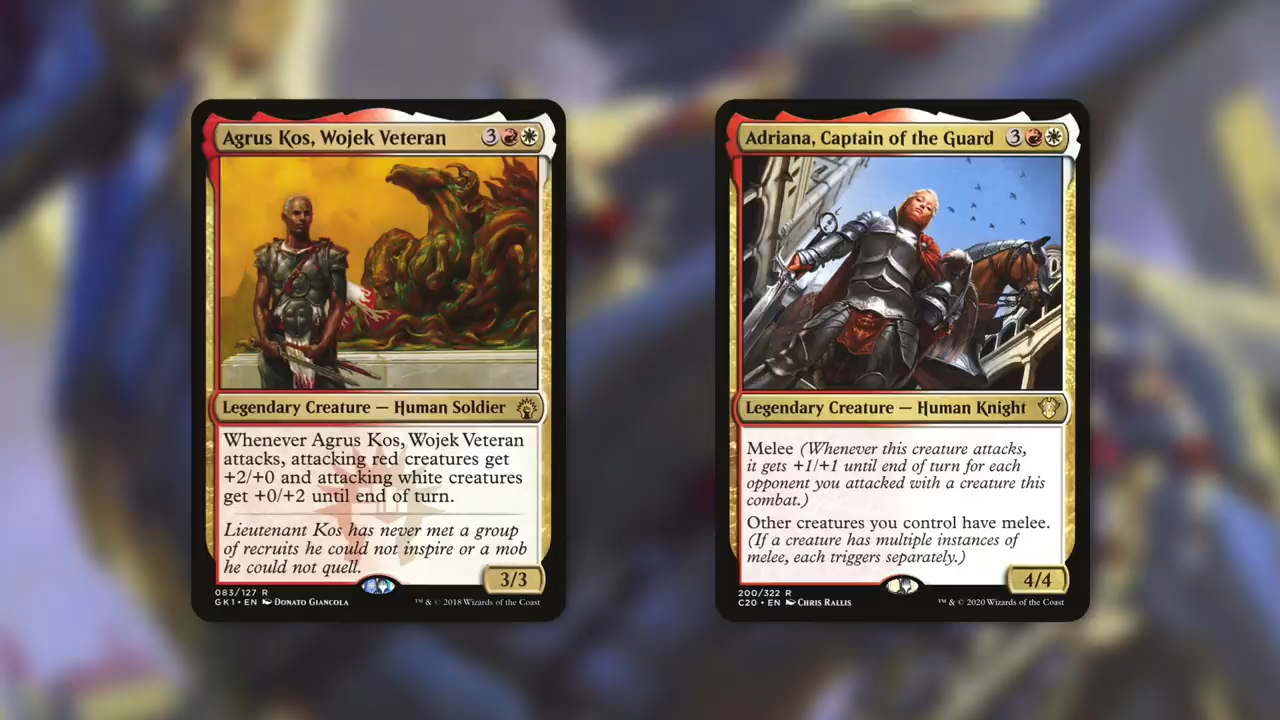 Agrus Kos, Wojek Veteran 3
Legendary Creature — Human Soldier
Whenever Agrus Kos, Wojek Veteran
attacks, attacking red creatures get
+2/+0 and attacking white creatures
get +0/+2 until end of turn.
Lieutenant Kos has never met a group
of recruits he could not inspire or a mob
he could not quell.
3/3
083/127 R
GK1 • EN Donato Giancola
™ & © 2018 Wizards of the Coast
Adriana, Captain of the Guard 3
Legendary Creature — Human Knight
Melee (Whenever this creature attacks,
it gets +1/+1 until end of turn for each
opponent you attacked with a creature this
combat.)
Other creatures you control have melee.
(If a creature has multiple instances of
melee, each triggers separately.)
4/4
200/322 R
C20 • EN Chris Rallis
™ & © 2020 Wizards of the Coast